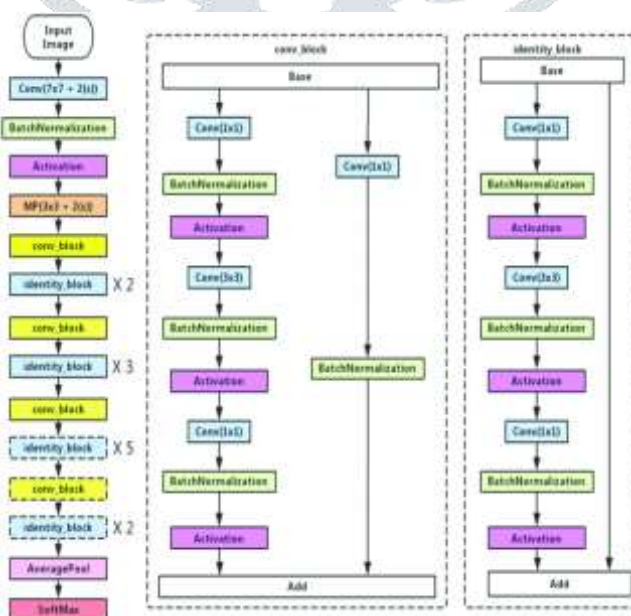 Input
Image
Conv(7x7 + 2(s))
BatchNormalization
Activation
MP(3x3 + 2(s))
conv_block
identity_block X 2
conv_block
identity_block X 3
conv_block
identity_block X 5
conv_block
identity_block X 2
AveragePool
SoftMax
conv_block
Base
Conv(1x1)
BatchNormalization
Activation
Conv(3x3)
BatchNormalization
Activation
Conv(1x1)
BatchNormalization
Activation
Conv(1x1)
BatchNormalization
Add
identity_block
Base
Conv(1x1)
BatchNormalization
Activation
Conv(3x3)
BatchNormalization
Activation
Conv(1x1)
BatchNormalization
Activation
Add